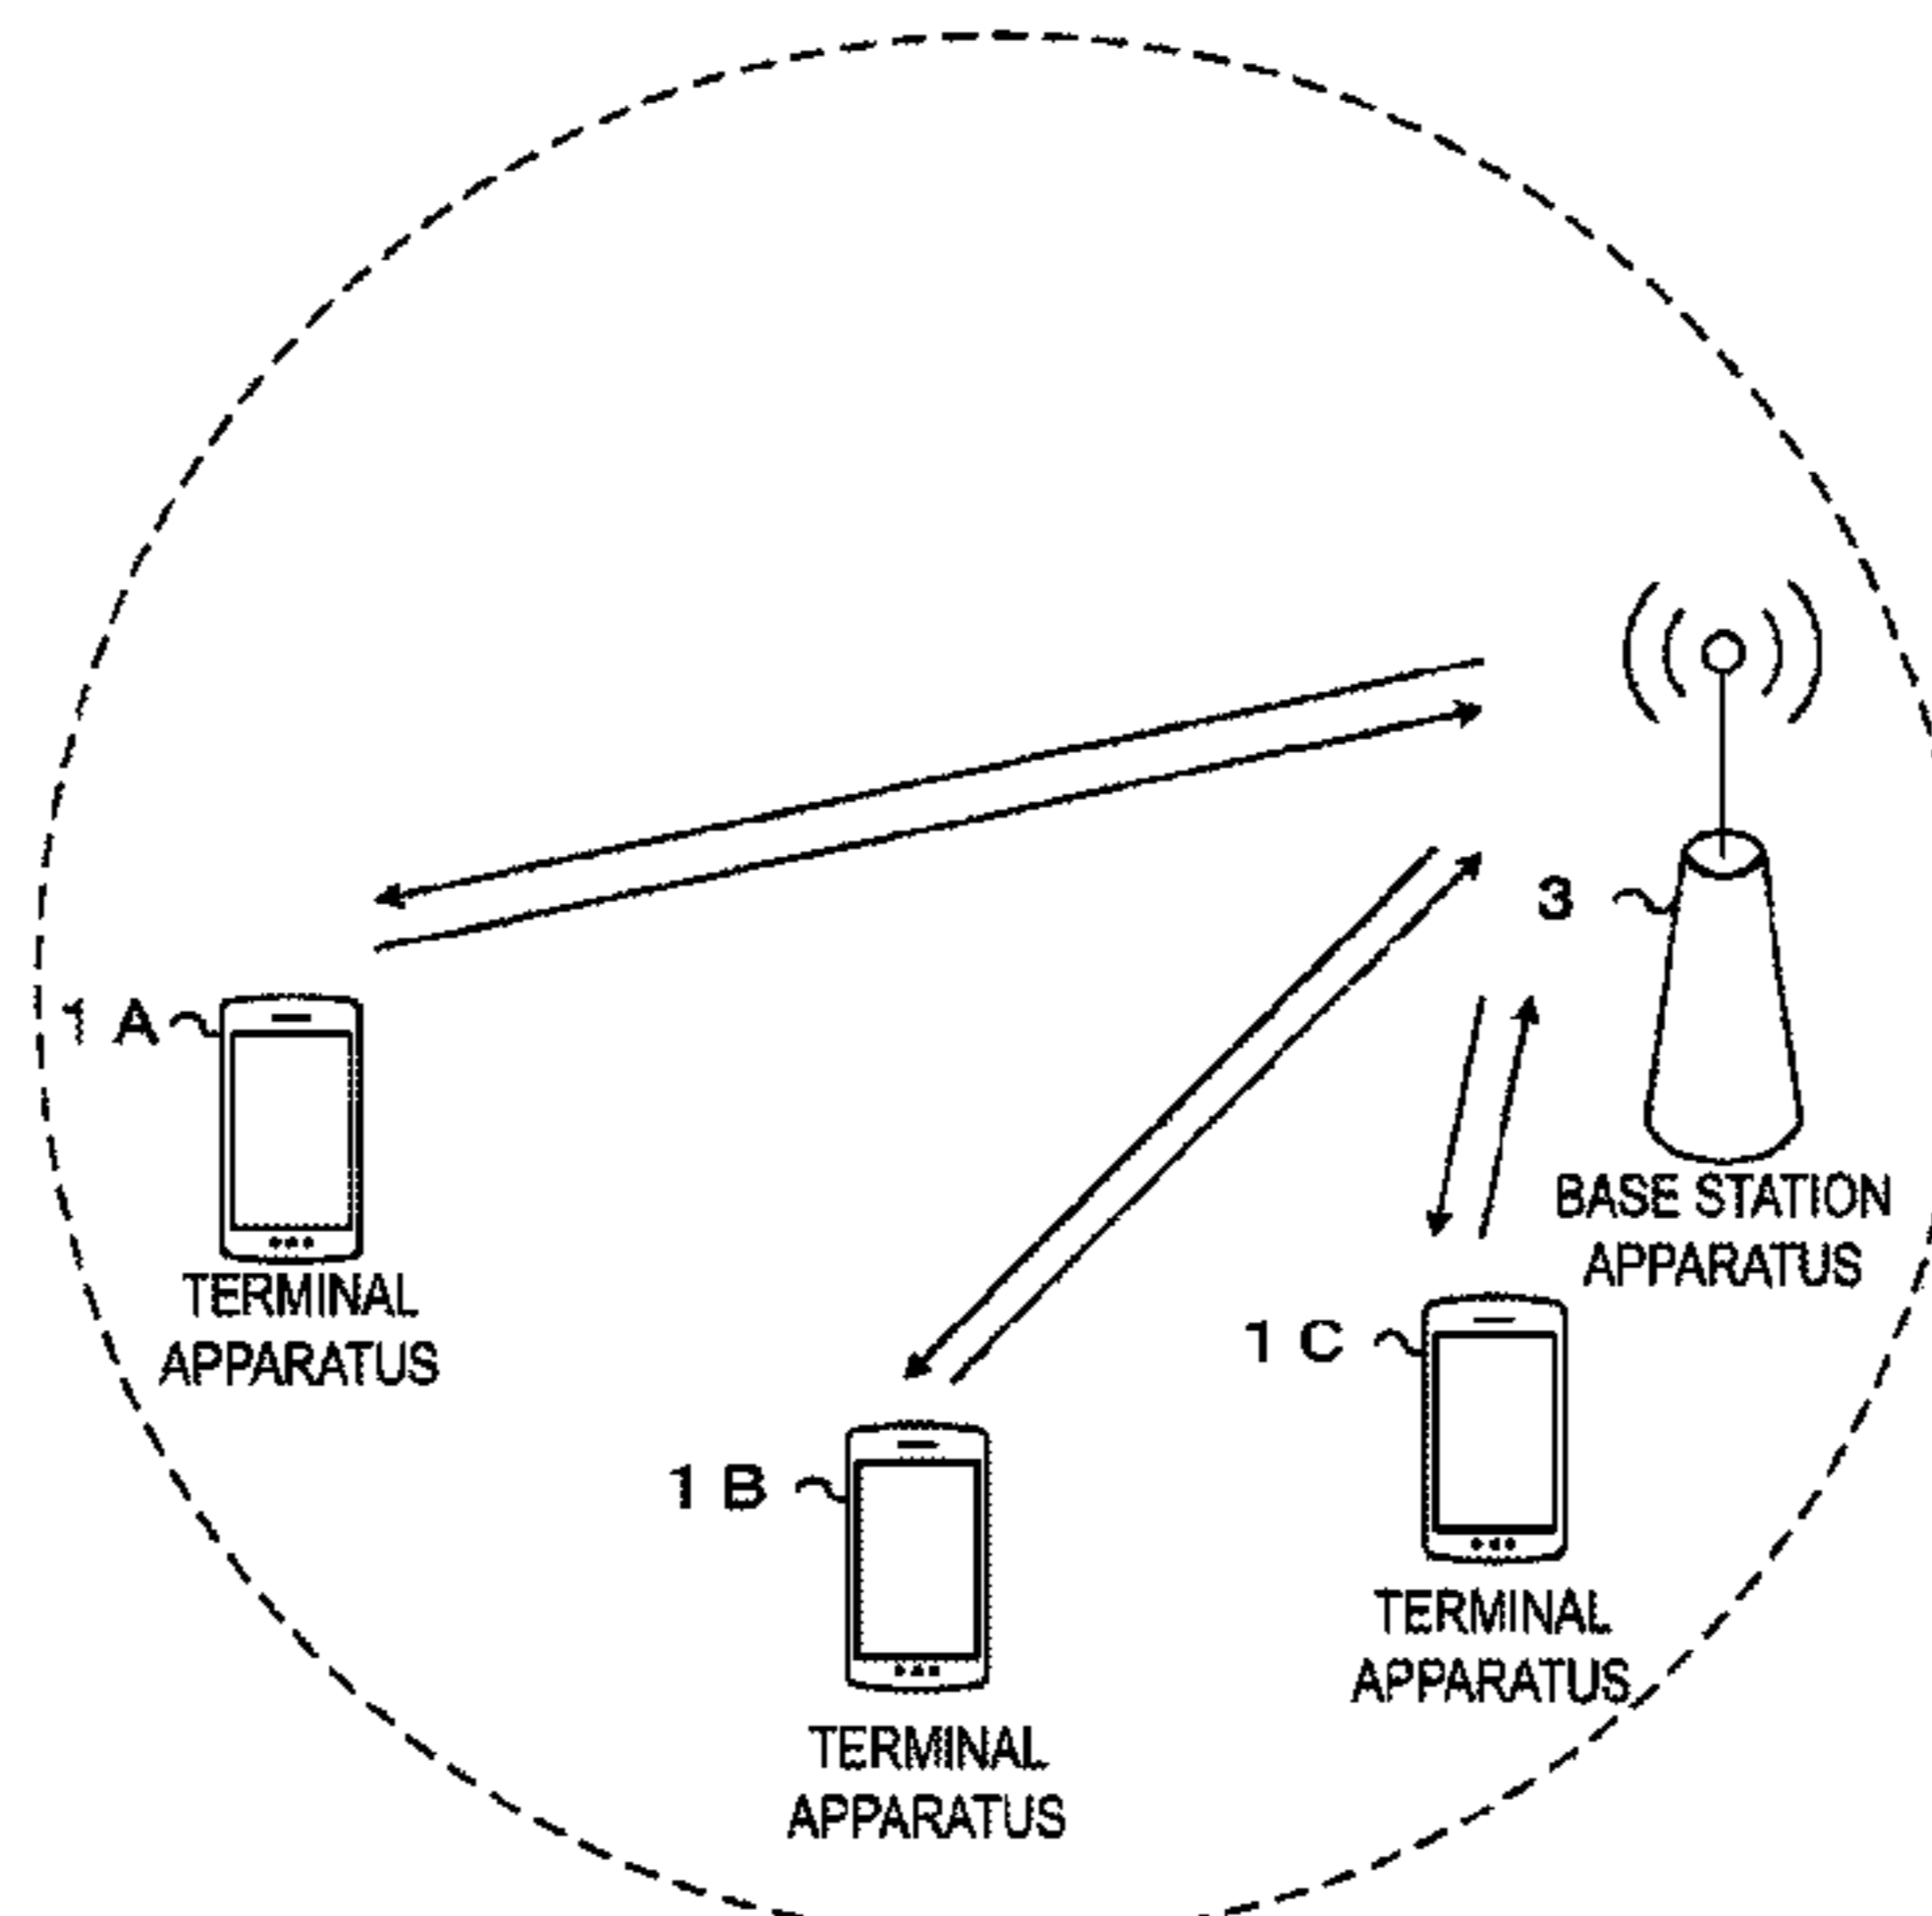 3
1 A
BASE STATION
APPARATUS
TERMINAL
APPARATUS
1 C
1 B
TERMINAL
APPARATUS
TERMINAL
APPARATUS